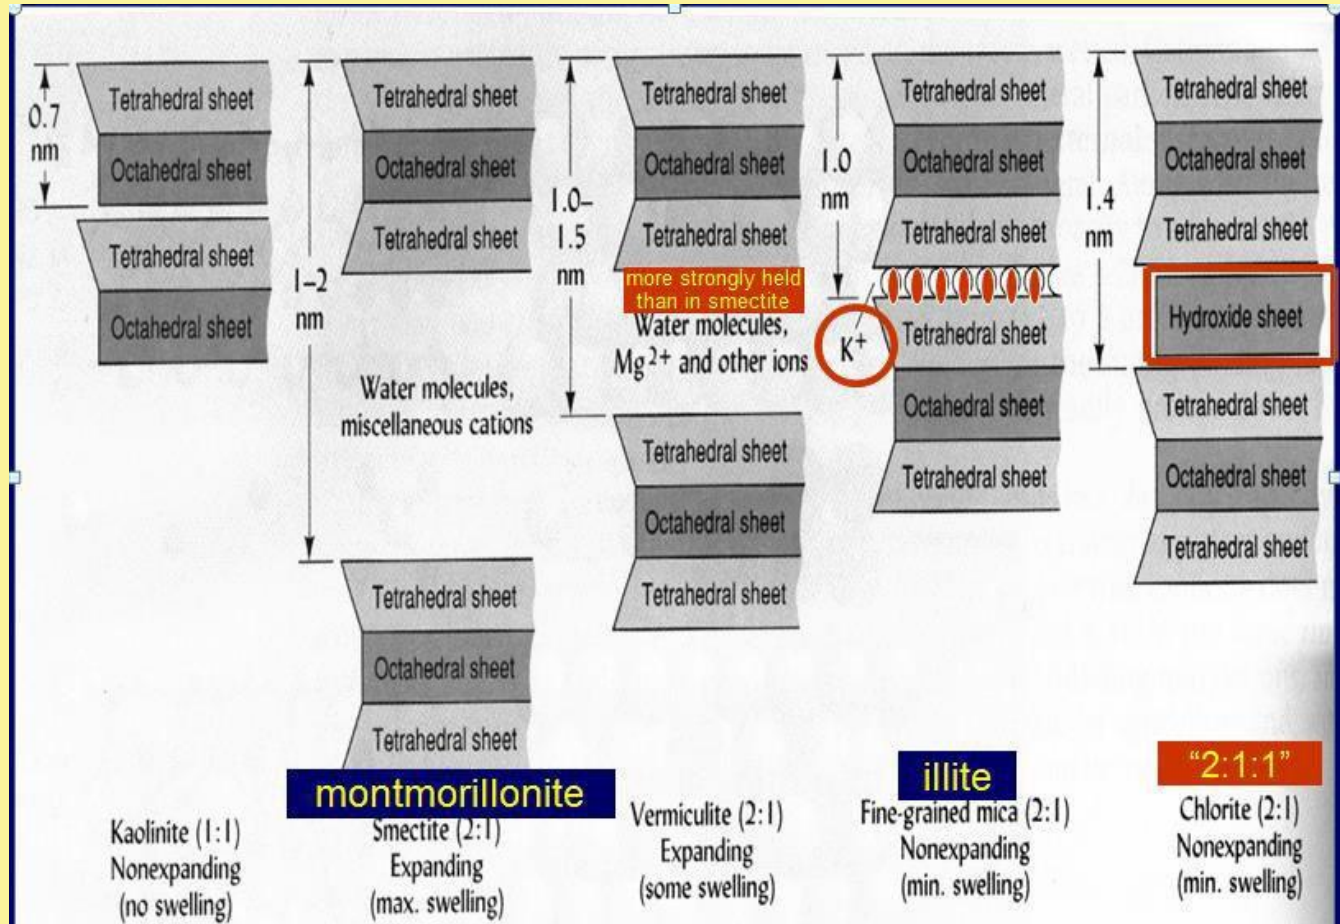 0.7
nm
Tetrahedral sheet
Octahedral sheet
Tetrahedral sheet
Octahedral sheet
Kaolinite (1:1)
Nonexpanding
(no swelling)
1–2
nm
Tetrahedral sheet
Octahedral sheet
Tetrahedral sheet
Water molecules,
miscellaneous cations
Tetrahedral sheet
Octahedral sheet
Tetrahedral sheet
montmorillonite
Smectite (2:1)
Expanding
(max. swelling)
1.0–
1.5
nm
Tetrahedral sheet
Octahedral sheet
Tetrahedral sheet
more strongly held
than in smectite
Water molecules,
Mg²⁺ and other ions
Tetrahedral sheet
Octahedral sheet
Tetrahedral sheet
Vermiculite (2:1)
Expanding
(some swelling)
1.0
nm
Tetrahedral sheet
Octahedral sheet
Tetrahedral sheet
K⁺
Tetrahedral sheet
Octahedral sheet
Tetrahedral sheet
illite
Fine-grained mica (2:1)
Nonexpanding
(min. swelling)
1.4
nm
Tetrahedral sheet
Octahedral sheet
Tetrahedral sheet
Hydroxide sheet
Tetrahedral sheet
Octahedral sheet
Tetrahedral sheet
“2:1:1”
Chlorite (2:1)
Nonexpanding
(min. swelling)